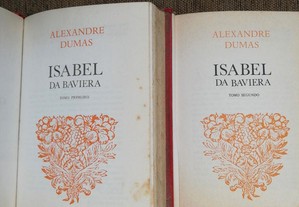 ALEXANDRE
DUMAS
ISABEL
DA BAVIERA
TOMO PRIMEIRO
ALEXANDRE
DUMAS
ISABEL
DA BAVIERA
TOMO SEGUNDO